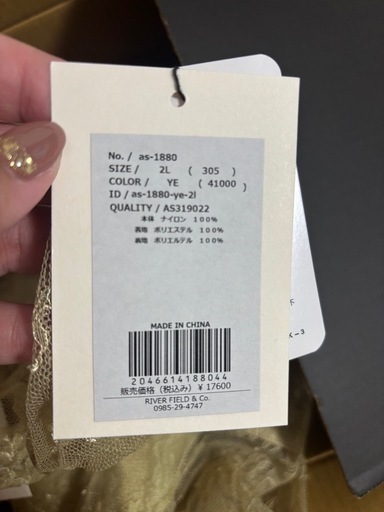 No. / as-1880
SIZE / 2L ( 305 )
COLOR / YE ( 41000 )
ID / as-1880-ye-2l
QUALITY / AS319022
本体 ナイロン 100%
表地 ポリエステル 100%
裏地 ポリエルテル 100%
MADE IN CHINA
2046614188044
販売価格（税込み）￥17600
RIVER FIELD & Co.
0985-29-4747